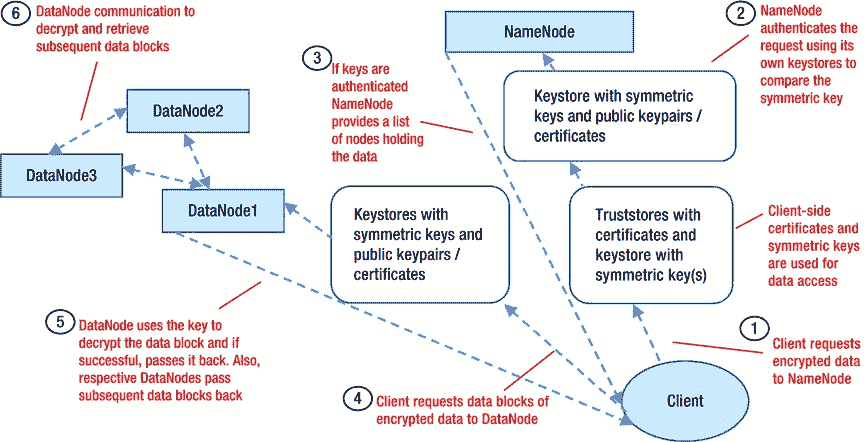 6
DataNode communication to
decrypt and retrieve
subsequent data blocks
NameNode
2
NameNode
authenticates the
request using its
own keystores to
compare the
symmetric key
3
If keys are
authenticated
NameNode
provides a list
of nodes holding
the data
Keystore with symmetric
keys and public keypairs /
certificates
DataNode2
DataNode3
DataNode1
Keystores with
symmetric keys and
public keypairs /
certificates
Truststores with
certificates and
keystore with
symmetric key(s)
Client-side
certificates and
symmetric keys
are used for
data access
5
DataNode uses the key to
decrypt the data block and if
successful, passes it back. Also,
respective DataNodes pass
subsequent data blocks back
4
Client requests data blocks of
encrypted data to DataNode
1
Client requests
encrypted data
to NameNode
Client